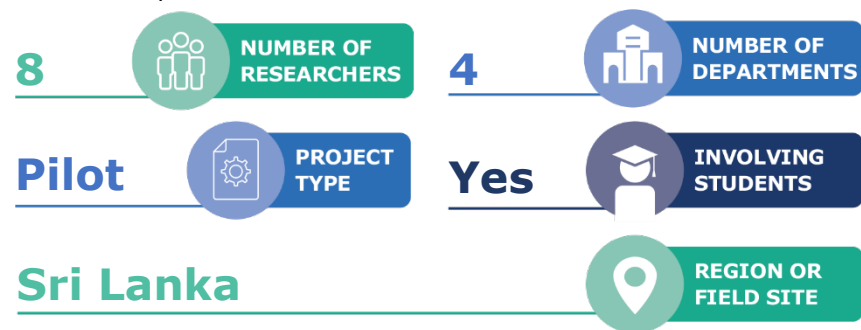 8
NUMBER OF
RESEARCHERS
4
NUMBER OF
DEPARTMENTS
Pilot
PROJECT
TYPE
Yes
INVOLVING
STUDENTS
Sri Lanka
REGION OR
FIELD SITE